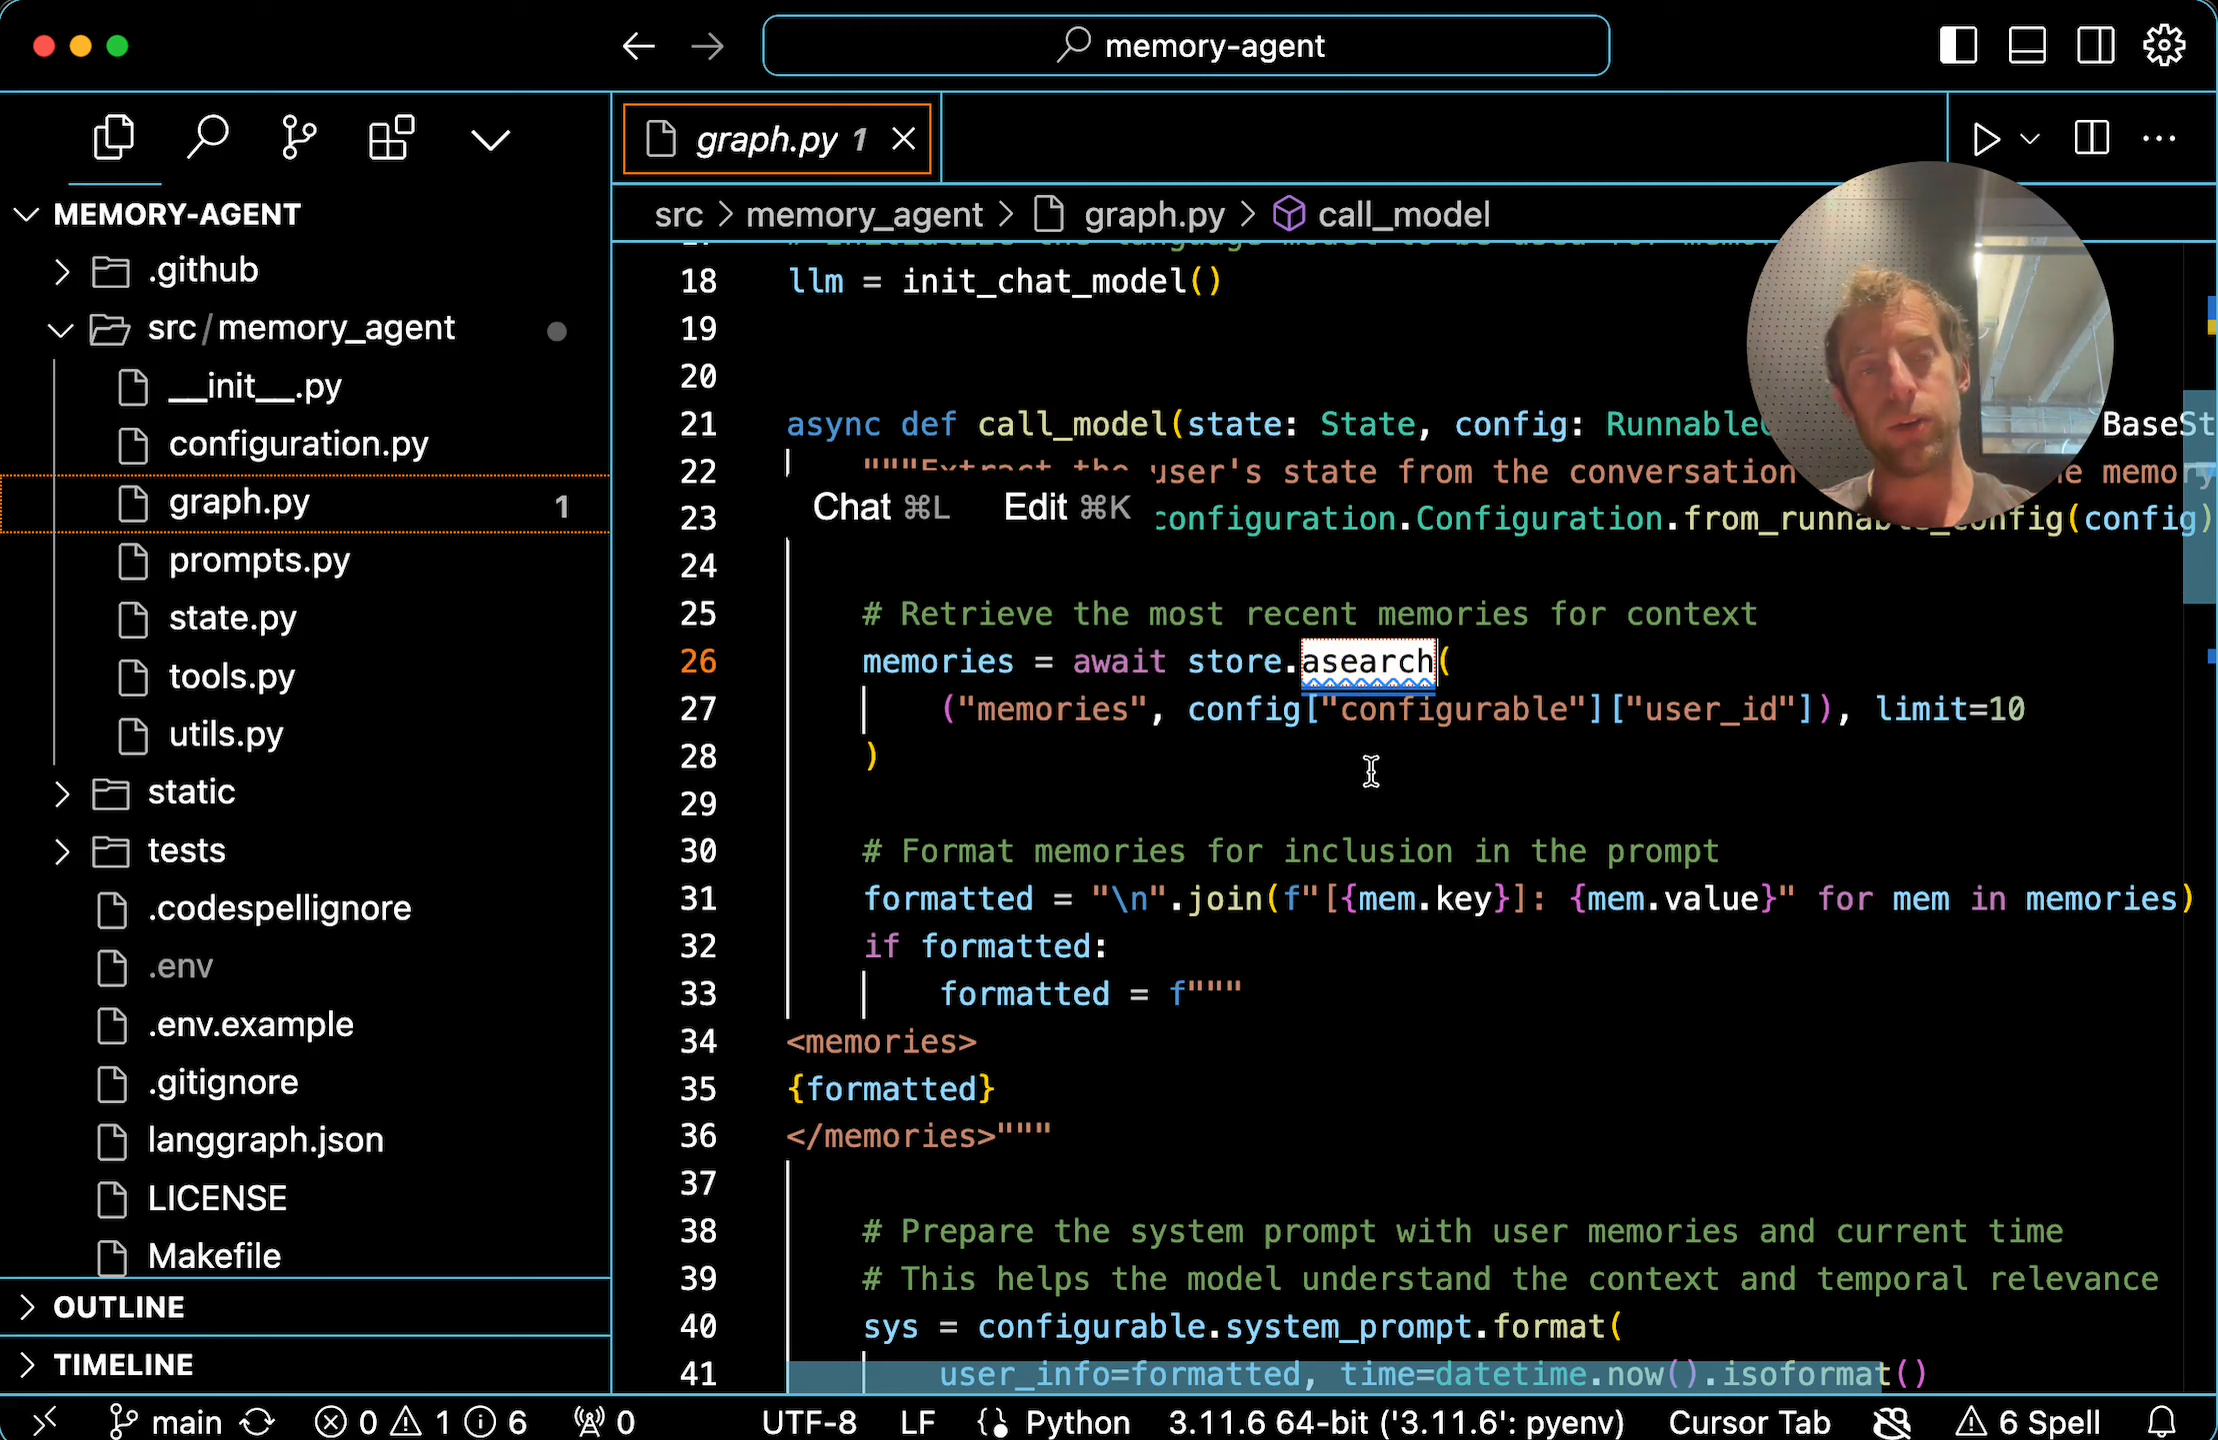 memory-agent
MEMORY-AGENT
.github
src/memory_agent
__init__.py
configuration.py
graph.py 1
prompts.py
state.py
tools.py
utils.py
static
tests
.codespellignore
.env
.env.example
.gitignore
langgraph.json
LICENSE
Makefile
OUTLINE
TIMELINE
graph.py 1
src > memory_agent > graph.py > call_model
18 llm = init_chat_model()
19
20
21 async def call_model(state: State, config: Runnable BaseSt
22 """Extract the user's state from the conversation memory
Chat ⌘L Edit ⌘K
23 configuration.Configuration.from_runnable_config(config)
24
25 # Retrieve the most recent memories for context
26 memories = await store.asearch(
27 ("memories", config["configurable"]["user_id"]), limit=10
28 )
29
30 # Format memories for inclusion in the prompt
31 formatted = "\n".join(f"[{mem.key}]: {mem.value}" for mem in memories)
32 if formatted:
33 formatted = f"""
34 <memories>
35 {formatted}
36 </memories>"""
37
38 # Prepare the system prompt with user memories and current time
39 # This helps the model understand the context and temporal relevance
40 sys = configurable.system_prompt.format(
41 user_info=formatted, time=datetime.now().isoformat()
main 0 1 6 0 UTF-8 LF Python 3.11.6 64-bit ('3.11.6': pyenv) Cursor Tab 6 Spell